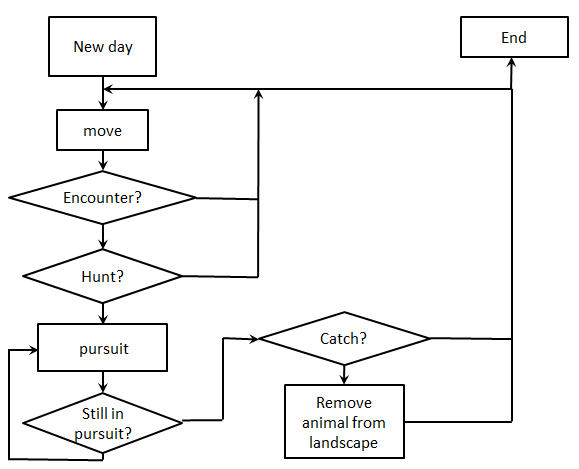 New day
End
move
Encounter?
Hunt?
pursuit
Catch?
Still in
pursuit?
Remove
animal from
landscape